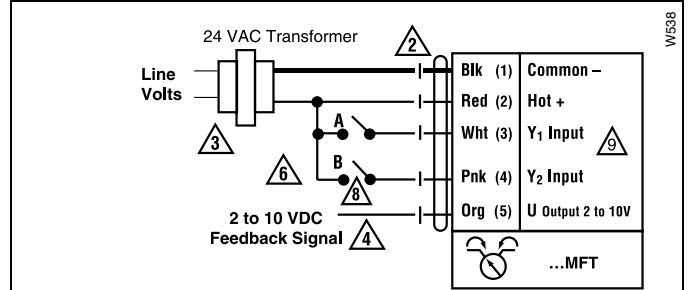 W538
24 VAC Transformer
Line
Volts
2
3
Blk (1) Common –
Red (2) Hot +
A
Wht (3) Y1 Input
9
B
6
8
Pnk (4) Y2 Input
Org (5) U Output 2 to 10V
2 to 10 VDC
Feedback Signal
4
...MFT